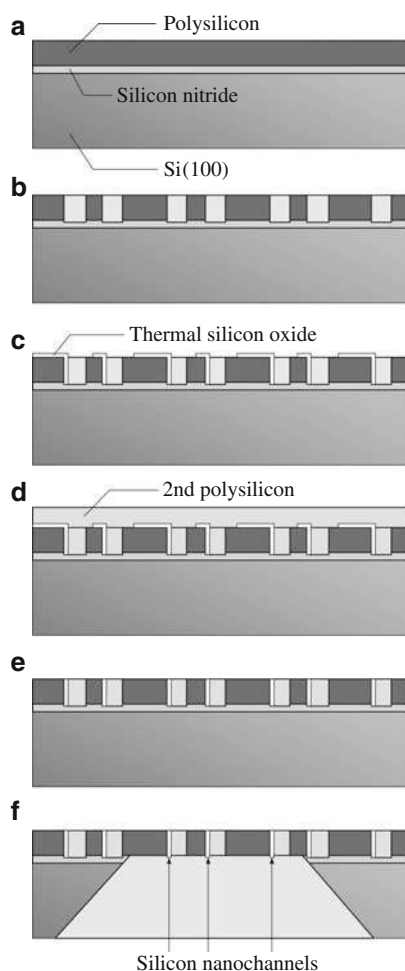 a
Polysilicon
Silicon nitride
Si(100)
b
Thermal silicon oxide
c
2nd polysilicon
d
e
f
Silicon nanochannels